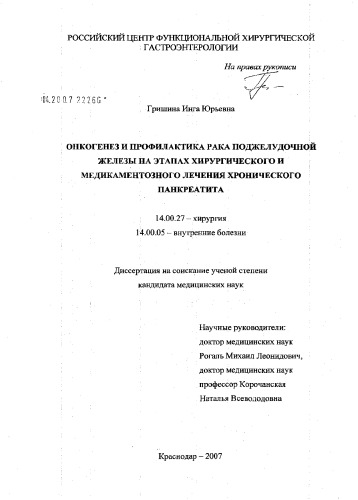 РОССИЙСКИЙ ЦЕНТР ФУНКЦИОНАЛЬНОЙ ХИРУРГИЧЕСКОЙ
ГАСТРОЭНТЕРОЛОГИИ
На правах рукописи
04.2007 22266
Гришина Инга Юрьевна
ОНКОГЕНЕЗ И ПРОФИЛАКТИКА РАКА ПОДЖЕЛУДОЧНОЙ
ЖЕЛЕЗЫ НА ЭТАПАХ ХИРУРГИЧЕСКОГО И
МЕДИКАМЕНТОЗНОГО ЛЕЧЕНИЯ ХРОНИЧЕСКОГО
ПАНКРЕАТИТА
14.00.27 – хирургия
14.00.05 – внутренние болезни
Диссертация на соискание ученой степени
кандидата медицинских наук
Научные руководители:
доктор медицинских наук
Рогаль Михаил Леонидович,
доктор медицинских наук
профессор Корочанская
Наталья Всеволодовна
Краснодар – 2007